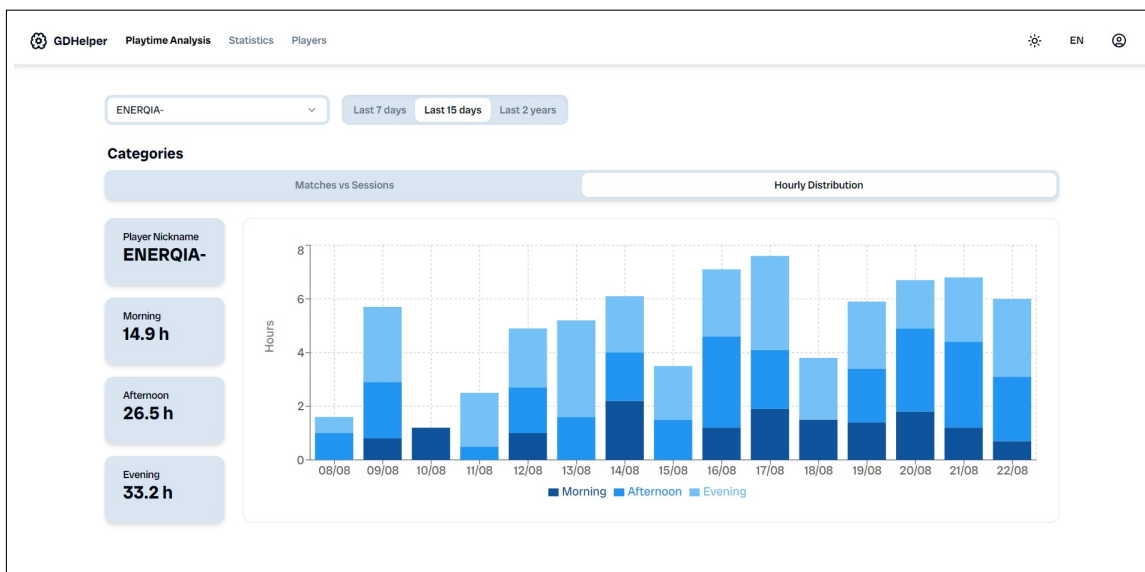 GDHelper Playtime Analysis Statistics Players EN
ENERQIA- Last 7 days Last 15 days Last 2 years
Categories
Matches vs Sessions Hourly Distribution
Player Nickname
ENERQIA-
Morning
14.9 h
Afternoon
26.5 h
Evening
33.2 h
Hours
8
6
4
2
0
08/08 09/08 10/08 11/08 12/08 13/08 14/08 15/08 16/08 17/08 18/08 19/08 20/08 21/08 22/08
Morning Afternoon Evening